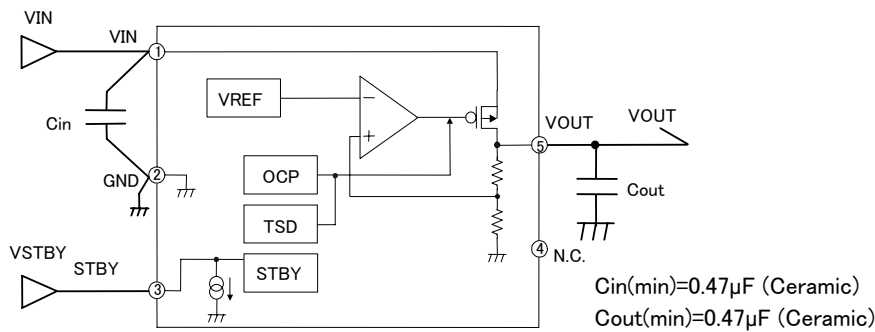 VIN
VIN
1
VREF
−
+
VOUT
VOUT
5
Cin
GND
2
OCP
Cout
TSD
4
N.C.
VSTBY
STBY
3
STBY
Cin(min)=0.47μF (Ceramic)
Cout(min)=0.47μF (Ceramic)